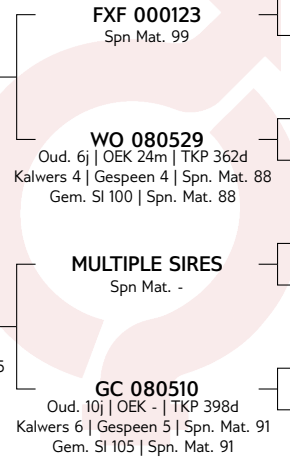 FXF 000123
Spn Mat. 99
WO 080529
Oud. 6j | OEK 24m | TKP 362d
Kalwers 4 | Gespeen 4 | Spn. Mat. 88
Gem. SI 100 | Spn. Mat. 88
MULTIPLE SIRES
Spn Mat. -
5
GC 080510
Oud. 10j | OEK - | TKP 398d
Kalwers 6 | Gespeen 5 | Spn. Mat. 91
Gem. SI 105 | Spn. Mat. 91